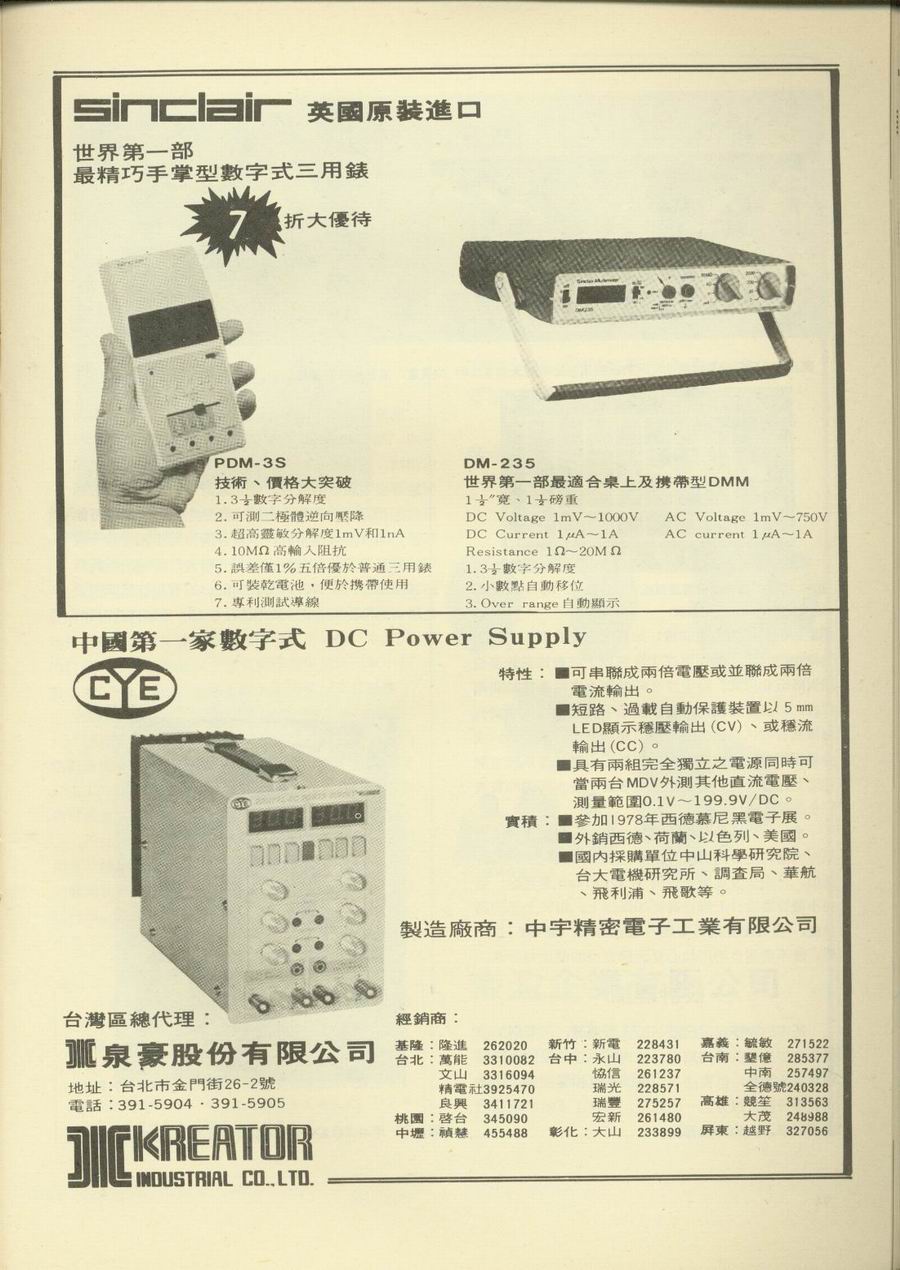 sinclair 英國原裝進口
世界第一部
最精巧手掌型數字式三用錶
7 折大優待
Sinclair Multimeter
DM235
PDM-3S
技術、價格大突破
1. 3½數字分解度
2. 可測二極體逆向壓降
3. 超高靈敏分解度1mV和1nA
4. 10MΩ高輸入阻抗
5. 誤差僅1%五倍優於普通三用錶
6. 可裝乾電池，便於携帶使用
7. 專利測試導線
DM-235
世界第一部最適合桌上及携帶型DMM
1½"寬、1½磅重
DC Voltage 1mV～1000V AC Voltage 1mV～750V
DC Current 1μA～1A AC current 1μA～1A
Resistance 1Ω～20MΩ
1. 3½數字分解度
2. 小數點自動移位
3. Over range自動顯示
中國第一家數字式 DC Power Supply
CYE
特性：■可串聯成兩倍電壓或並聯成兩倍
電流輸出。
■短路、過載自動保護裝置以 5 mm
LED顯示穩壓輸出(CV)、或穩流
輸出(CC)。
■具有兩組完全獨立之電源同時可
當兩台MDV外測其他直流電壓、
測量範圍0.1V～199.9V/DC。
實積：■參加1978年西德慕尼黑電子展。
■外銷西德、荷蘭、以色列、美國。
■國內採購單位中山科學研究院、
台大電機研究所、調查局、華航
、飛利浦、飛歌等。
CYE
製造廠商：中宇精密電子工業有限公司
台灣區總代理：
泉豪股份有限公司
地址：台北市金門街26-2號
電話：391-5904・391-5905
KREATOR
INDUSTRIAL CO.,LTD.
經銷商：
基隆：隆進 262020 新竹：新電 228431 嘉義：毓敏 271522
台北：萬能 3310082 台中：永山 223780 台南：墾億 285377
文山 3316094 協信 261237 中南 257497
精電社3925470 瑞光 228571 全德號240328
良興 3411721 瑞豐 275257 高雄：競笙 313563
桃園：啓台 345090 宏新 261480 大茂 248988
中壢：禎慧 455488 彰化：大山 233899 屏東：越野 327056